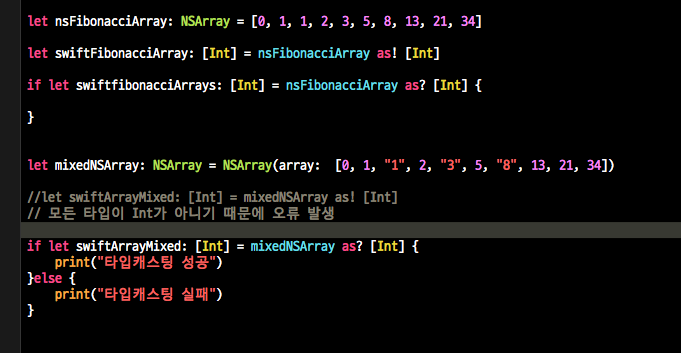 let nsFibonacciArray: NSArray = [0, 1, 1, 2, 3, 5, 8, 13, 21, 34]
let swiftFibonacciArray: [Int] = nsFibonacciArray as! [Int]
if let swiftfibonacciArrays: [Int] = nsFibonacciArray as? [Int] {
}
let mixedNSArray: NSArray = NSArray(array:  [0, 1, "1", 2, "3", 5, "8", 13, 21, 34])
//let swiftArrayMixed: [Int] = mixedNSArray as! [Int]
// 모든 타입이 Int가 아니기 때문에 오류 발생
if let swiftArrayMixed: [Int] = mixedNSArray as? [Int] {
    print("타입캐스팅 성공")
}else {
    print("타입캐스팅 실패")
}